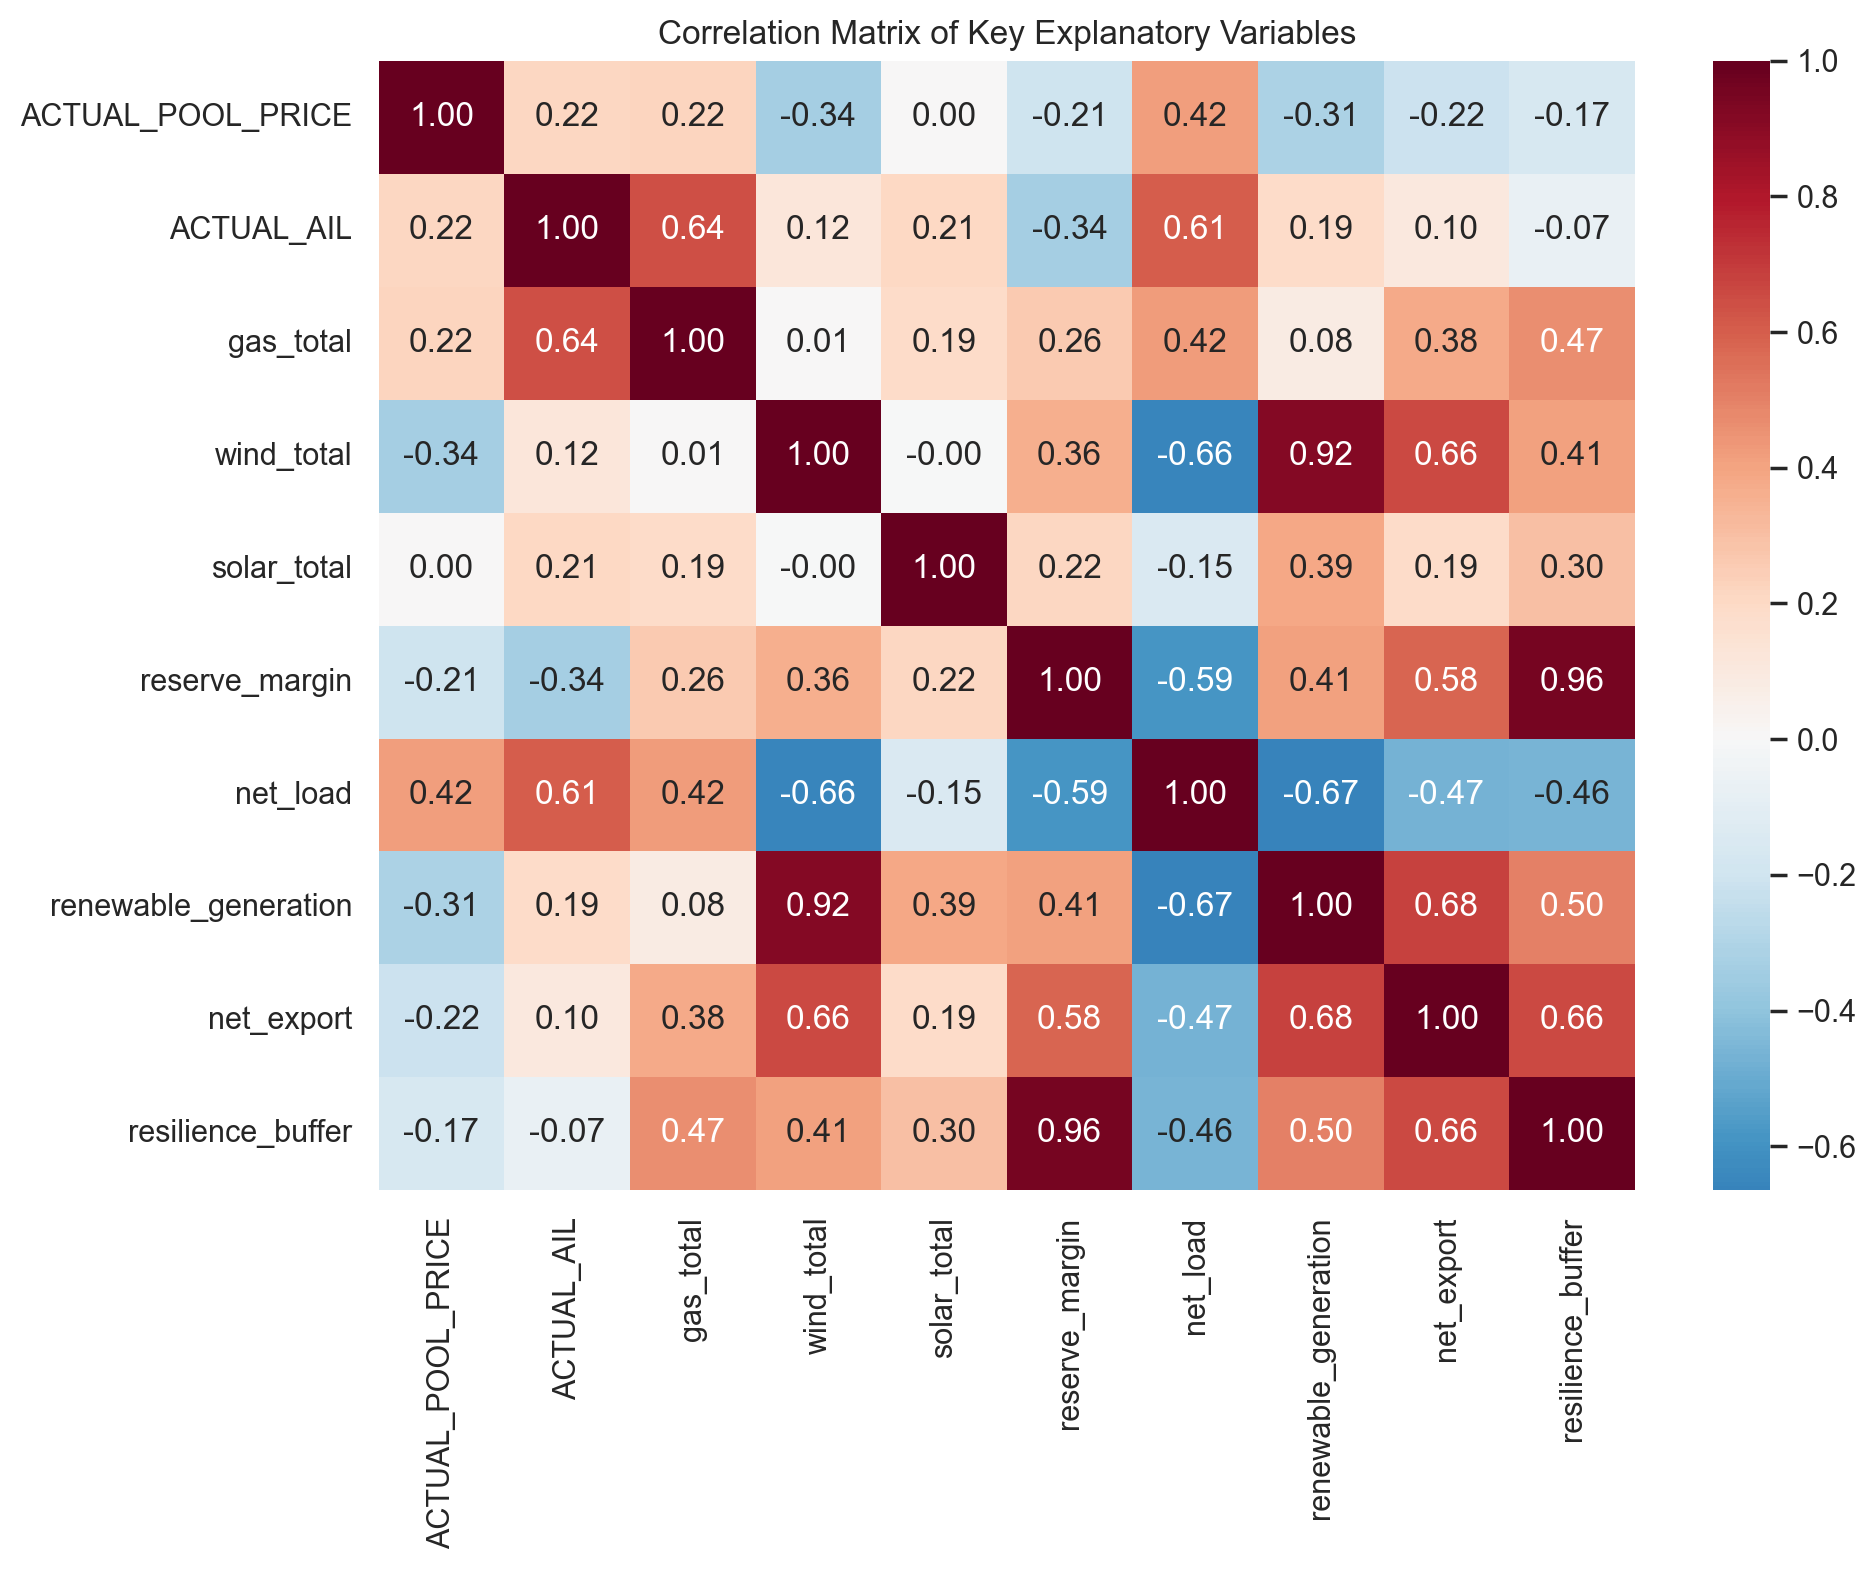 Correlation Matrix of Key Explanatory Variables
ACTUAL_POOL_PRICE 1.00 0.22 0.22 -0.34 0.00 -0.21 0.42 -0.31 -0.22 -0.17
ACTUAL_AIL 0.22 1.00 0.64 0.12 0.21 -0.34 0.61 0.19 0.10 -0.07
gas_total 0.22 0.64 1.00 0.01 0.19 0.26 0.42 0.08 0.38 0.47
wind_total -0.34 0.12 0.01 1.00 -0.00 0.36 -0.66 0.92 0.66 0.41
solar_total 0.00 0.21 0.19 -0.00 1.00 0.22 -0.15 0.39 0.19 0.30
reserve_margin -0.21 -0.34 0.26 0.36 0.22 1.00 -0.59 0.41 0.58 0.96
net_load 0.42 0.61 0.42 -0.66 -0.15 -0.59 1.00 -0.67 -0.47 -0.46
renewable_generation -0.31 0.19 0.08 0.92 0.39 0.41 -0.67 1.00 0.68 0.50
net_export -0.22 0.10 0.38 0.66 0.19 0.58 -0.47 0.68 1.00 0.66
resilience_buffer -0.17 -0.07 0.47 0.41 0.30 0.96 -0.46 0.50 0.66 1.00
ACTUAL_POOL_PRICE
ACTUAL_AIL
gas_total
wind_total
solar_total
reserve_margin
net_load
renewable_generation
net_export
resilience_buffer
1.0
0.8
0.6
0.4
0.2
0.0
−0.2
−0.4
−0.6